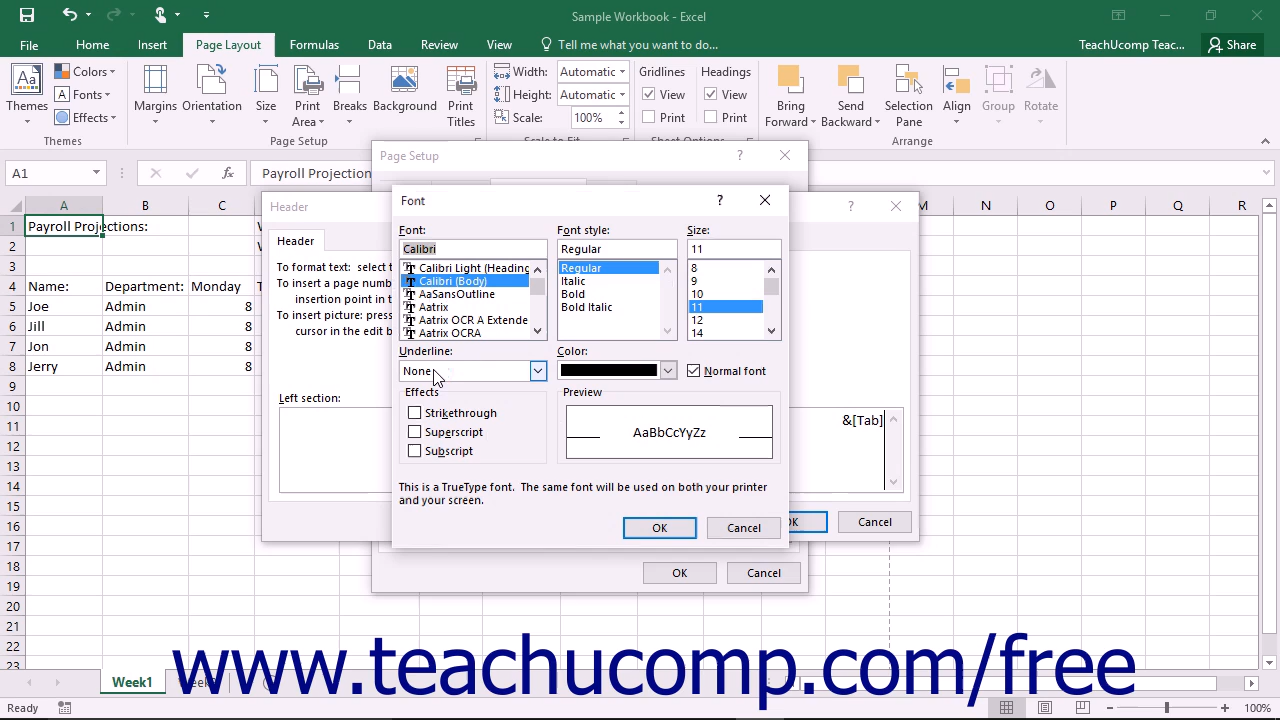 Sample Workbook - Excel
File Home Insert Page Layout Formulas Data Review View Tell me what you want to do... TeachUcomp Teac... Share
Colors Width: Automatic Gridlines Headings
Fonts Height: Automatic View View
Effects Scale: 100% Print Print
Themes Margins Orientation Size Print Area Breaks Background Print Titles Bring Forward Send Backward Selection Pane Align Group Rotate
Themes Page Setup Scale to Fit Sheet Options Arrange
A1 fx Payroll Projection
Page Setup ?
Header ?
Font ?
A B C M N O P Q R
1 Payroll Projections:
2
3
4 Name: Department: Monday
5 Joe Admin 8
6 Jill Admin 8
7 Jon Admin 8
8 Jerry Admin 8
9
10
11
12
13
14
15
16
17
18
19
20
21
22
23
Header
To format text: select t
To insert a page numb
insertion point in t
To insert picture: pres
cursor in the edit b
Left section:
&[Tab]
Font: Font style: Size:
Calibri Regular 11
Calibri Light (Heading Regular 8
Calibri (Body) Italic 9
AaSansOutline Bold 10
Aatrix Bold Italic 11
Aatrix OCR A Extende 12
Aatrix OCRA 14
Underline: Color:
None Normal font
Effects Preview
Strikethrough
Superscript AaBbCcYyZz
Subscript
This is a TrueType font. The same font will be used on both your printer
and your screen.
OK Cancel
OK Cancel
OK Cancel
www.teachucomp.com/free
Week1
Ready 100%